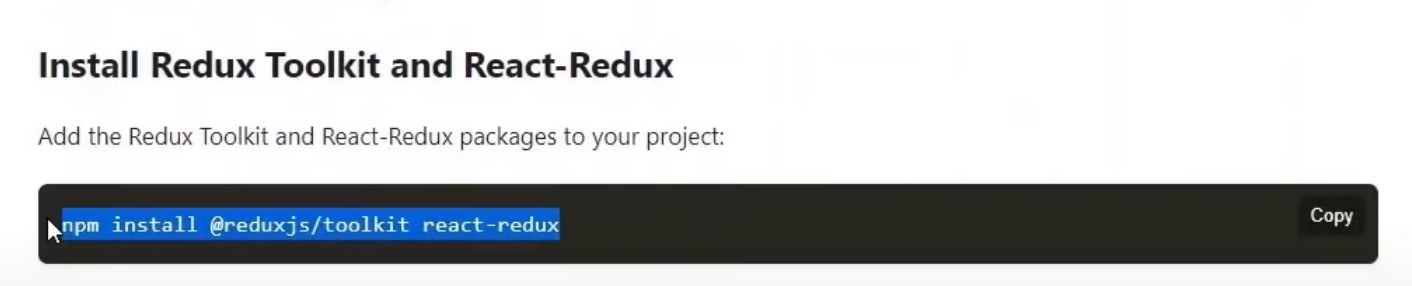 Install Redux Toolkit and React-Redux
Add the Redux Toolkit and React-Redux packages to your project:
npm install @reduxjs/toolkit react-redux
Copy